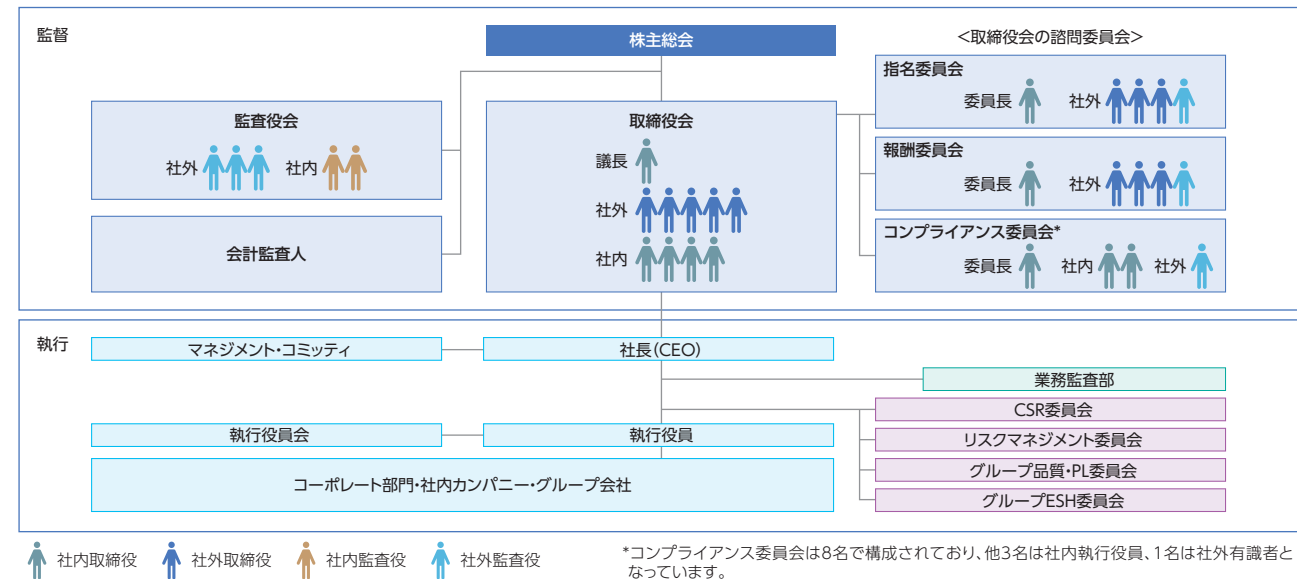 監督
株主総会
<取締役会の諮問委員会>
指名委員会
委員長 社外
監査役会
社外 社内
取締役会
議長
社外
社内
報酬委員会
委員長 社外
会計監査人
コンプライアンス委員会*
委員長 社内 社外
執行
マネジメント・コミッティ
社長(CEO)
業務監査部
CSR委員会
執行役員会
執行役員
リスクマネジメント委員会
コーポレート部門・社内カンパニー・グループ会社
グループ品質・PL委員会
グループESH委員会
社内取締役 社外取締役 社内監査役 社外監査役
*コンプライアンス委員会は8名で構成されており、他3名は社内執行役員、1名は社外有識者と
なっています。